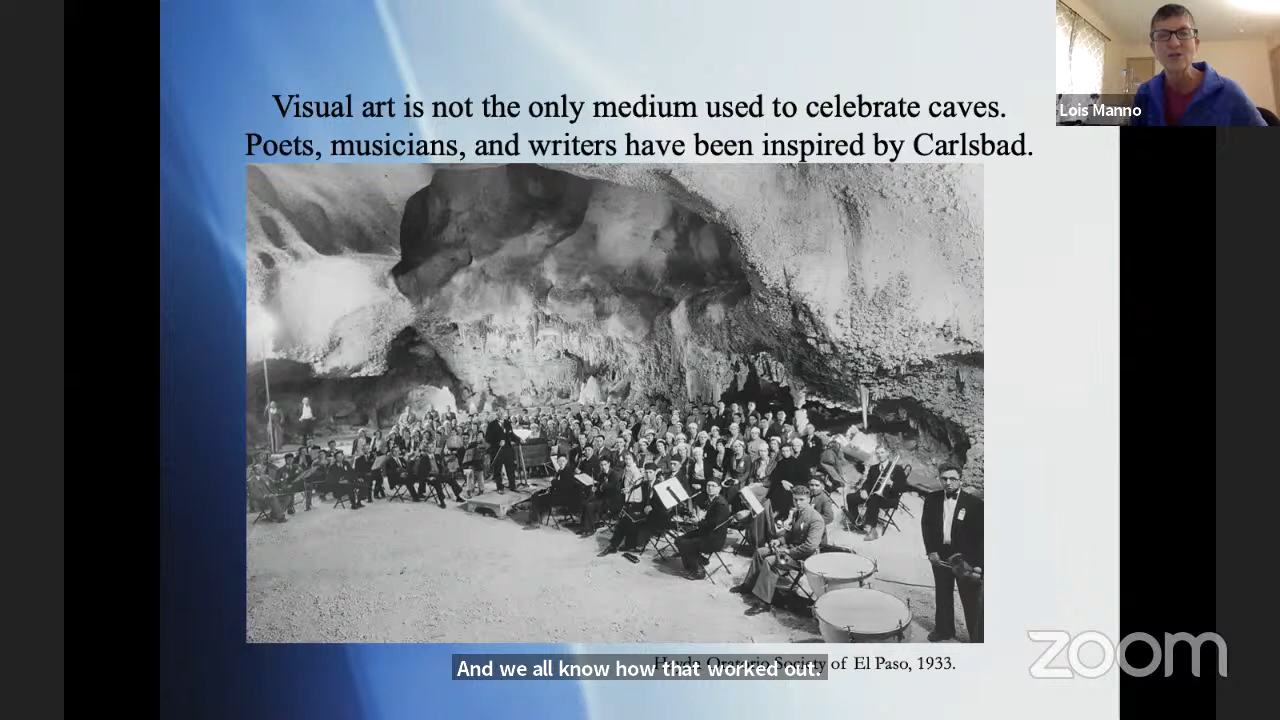 Visual art is not the only medium used to celebrate caves.
Poets, musicians, and writers have been inspired by Carlsbad.
Lois Manno
Society of El Paso, 1933.
And we all know how that worked out.
zoom